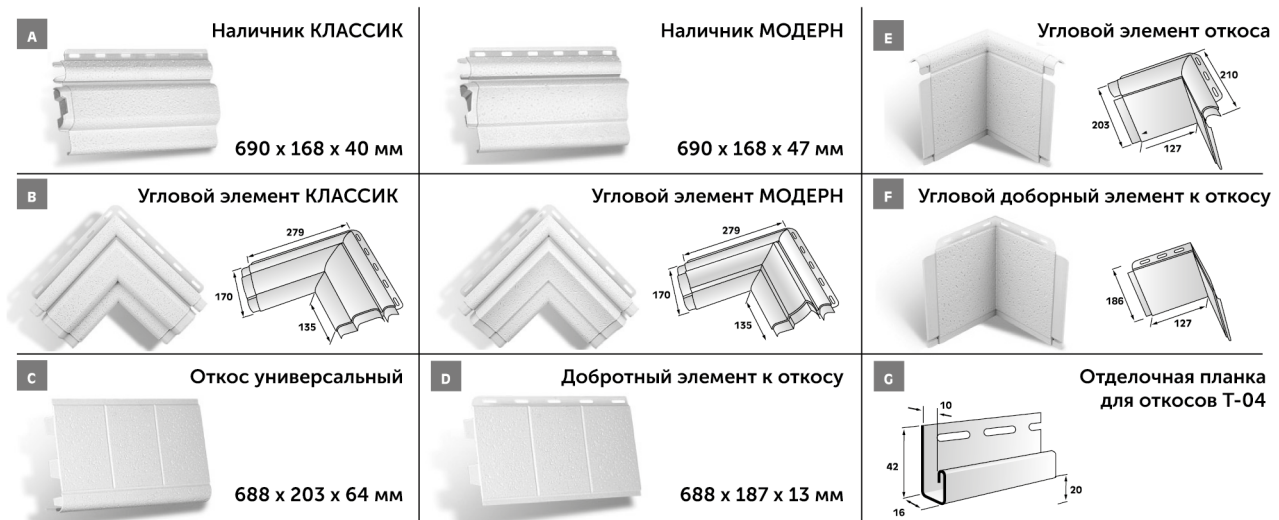 A
Наличник КЛАССИК
690 x 168 x 40 мм
Наличник МОДЕРН
690 x 168 x 47 мм
E
Угловой элемент откоса
210
203
127
B
Угловой элемент КЛАССИК
279
170
135
Угловой элемент МОДЕРН
279
170
135
F
Угловой доборный элемент к откосу
186
127
C
Откос универсальный
688 x 203 x 64 мм
D
Добротный элемент к откосу
688 x 187 x 13 мм
G
Отделочная планка
для откосов Т-04
10
42
20
16